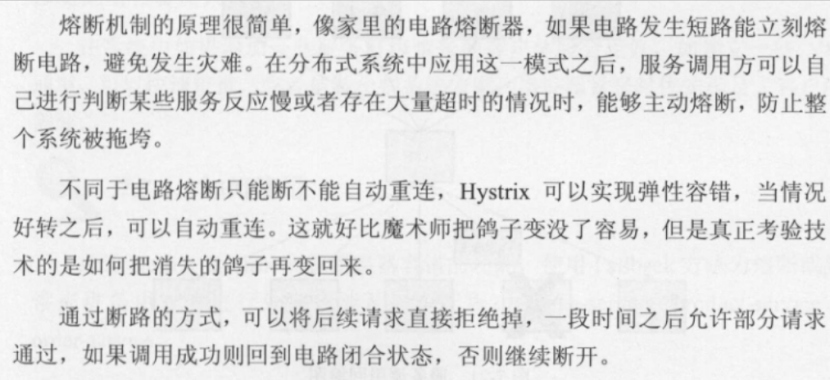 熔断机制的原理很简单，像家里的电路熔断器，如果电路发生短路能立刻熔
断电路，避免发生灾难。在分布式系统中应用这一模式之后，服务调用方可以自
己进行判断某些服务反应慢或者存在大量超时的情况时，能够主动熔断，防止整
个系统被拖垮。
不同于电路熔断只能断不能自动重连，Hystrix 可以实现弹性容错，当情况
好转之后，可以自动重连。这就好比魔术师把鸽子变没了容易，但是真正考验技
术的是如何把消失的鸽子再变回来。
通过断路的方式，可以将后续请求直接拒绝掉，一段时间之后允许部分请求
通过，如果调用成功则回到电路闭合状态，否则继续断开。